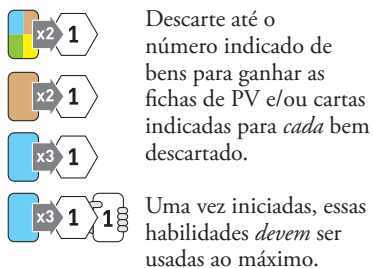 x2 1
x2 1
x3 1
x3 1 1
Descarte até o
número indicado de
bens para ganhar as
fichas de PV e/ou cartas
indicadas para cada bem
descartado.
Uma vez iniciadas, essas
habilidades devem ser
usadas ao máximo.